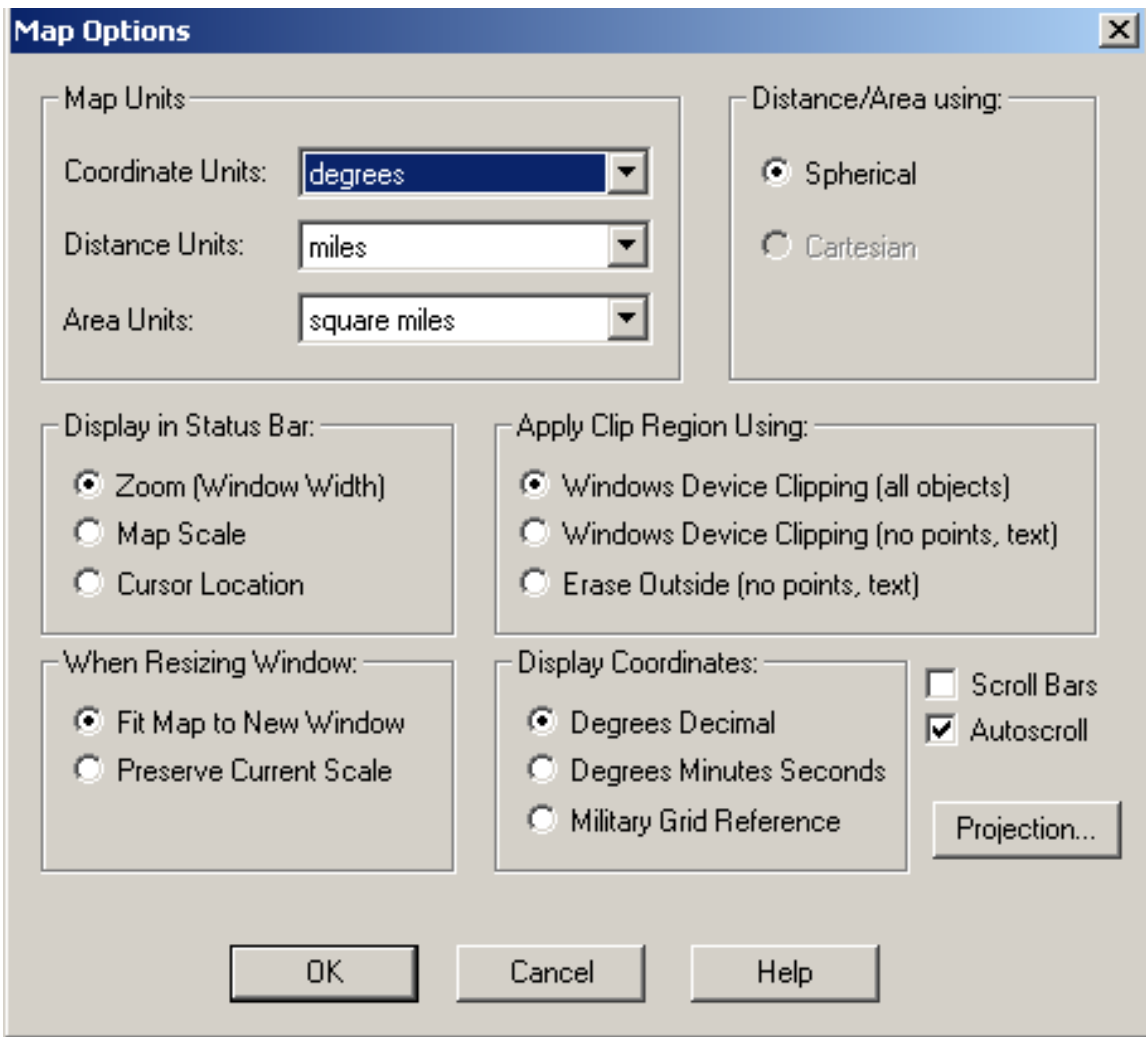 Map Options
Map Units
Coordinate Units: degrees
Distance Units: miles
Area Units: square miles
Distance/Area using:
Spherical
Cartesian
Display in Status Bar:
Zoom (Window Width)
Map Scale
Cursor Location
Apply Clip Region Using:
Windows Device Clipping (all objects)
Windows Device Clipping (no points, text)
Erase Outside (no points, text)
When Resizing Window:
Fit Map to New Window
Preserve Current Scale
Display Coordinates:
Degrees Decimal
Degrees Minutes Seconds
Military Grid Reference
Scroll Bars
Autoscroll
Projection...
OK
Cancel
Help